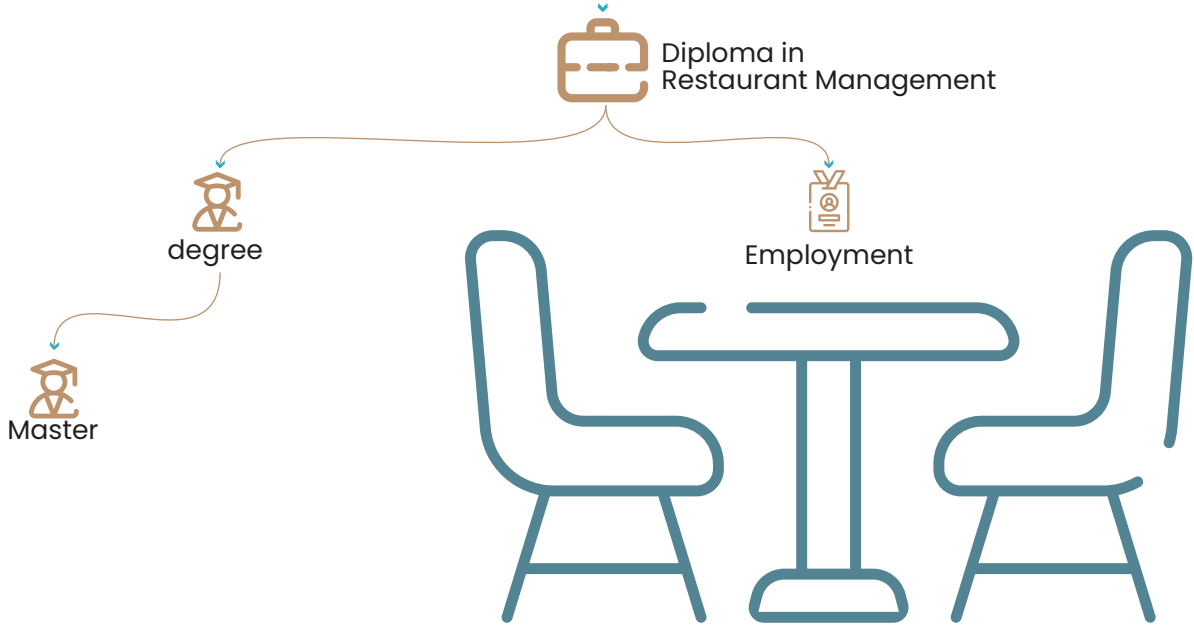 Diploma in
Restaurant Management
degree
Employment
Master